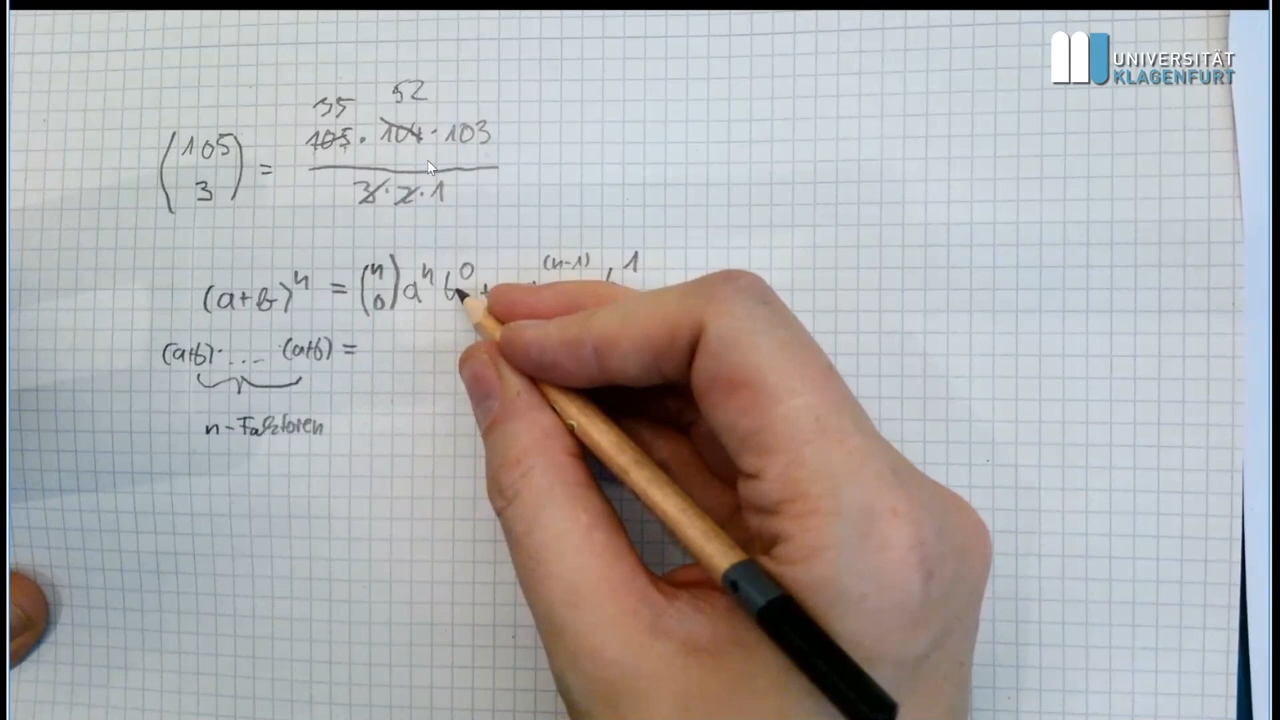 UNIVERSITÄT
KLAGENFURT
35 52
(105 3) = 105 · 104 · 103 / 3 · 2 · 1
(a+b)^n = (n 0) a^n b^0 + (n-1) 1
(a+b) · ... (a+b) =
n-Faktoren